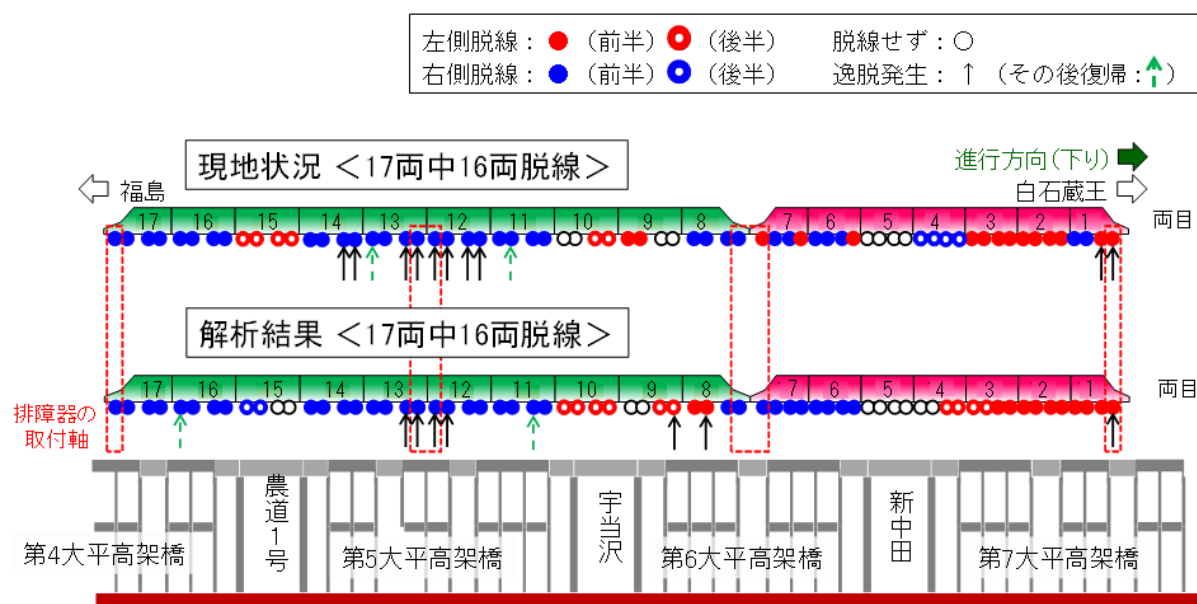 左側脱線：●（前半）○（後半） 脱線せず：○
右側脱線：●（前半）○（後半） 逸脱発生：↑（その後復帰：↑）
現地状況 ＜17両中16両脱線＞
進行方向(下り)
福島
白石蔵王
17 16 15 14 13 12 11 10 9 8 7 6 5 4 3 2 1 両目
解析結果 ＜17両中16両脱線＞
17 16 15 14 13 12 11 10 9 8 7 6 5 4 3 2 1 両目
排障器の
取付軸
第4大平高架橋
農道1号
第5大平高架橋
宇当沢
第6大平高架橋
新中田
第7大平高架橋